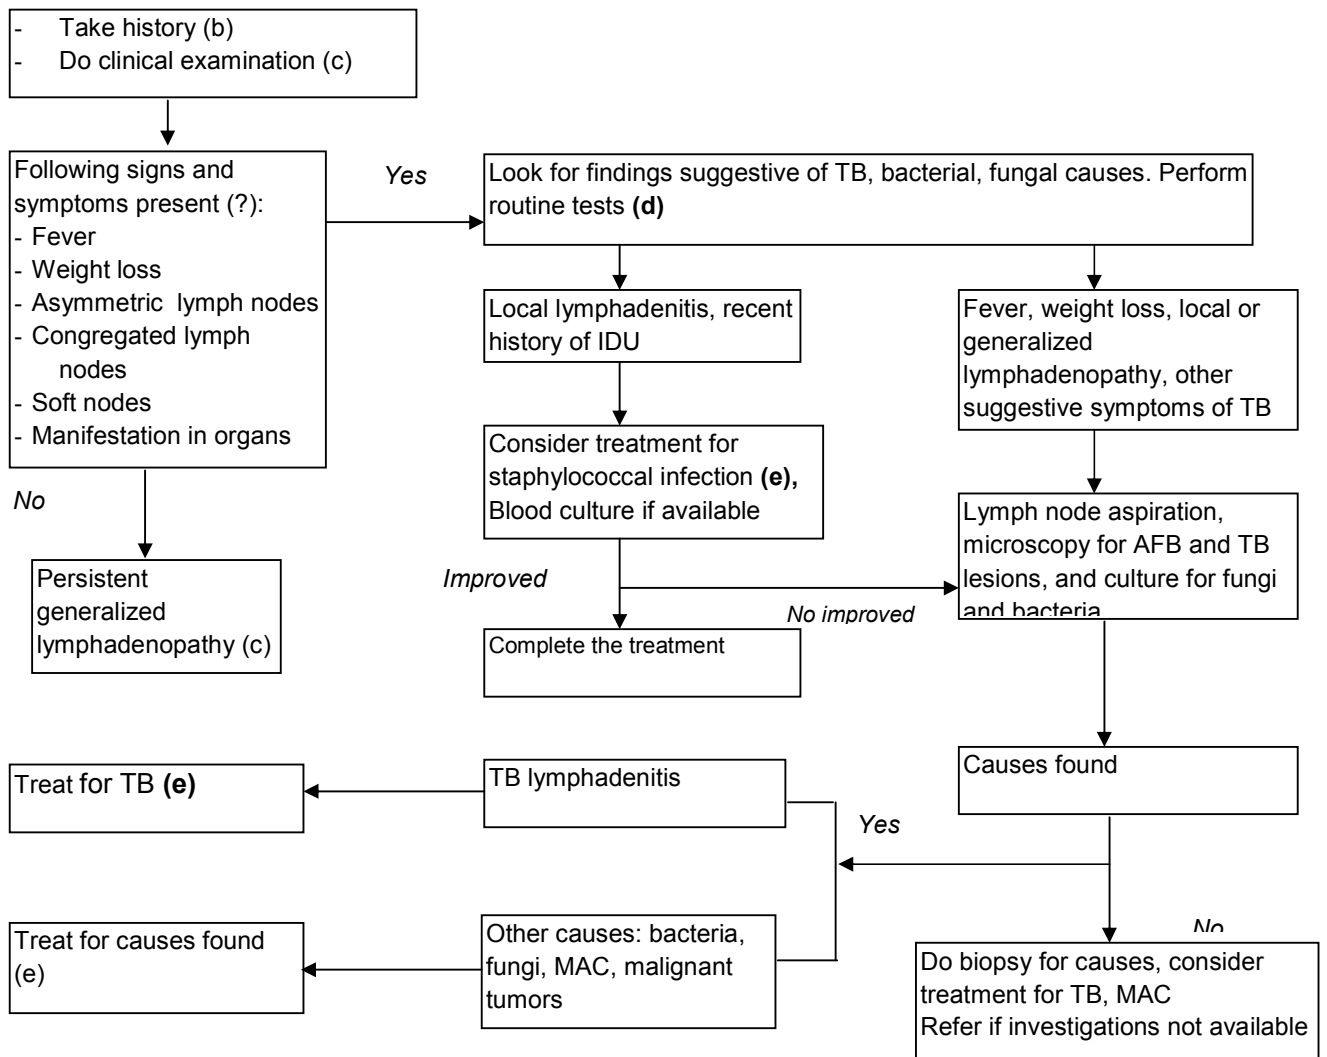 - Take history (b)
- Do clinical examination (c)
Following signs and
symptoms present (?):
- Fever
- Weight loss
- Asymmetric lymph nodes
- Congregated lymph
nodes
- Soft nodes
- Manifestation in organs
Yes
Look for findings suggestive of TB, bacterial, fungal causes. Perform
routine tests (d)
Local lymphadenitis, recent
history of IDU
Fever, weight loss, local or
generalized
lymphadenopathy, other
suggestive symptoms of TB
Consider treatment for
staphylococcal infection (e),
Blood culture if available
Lymph node aspiration,
microscopy for AFB and TB
lesions, and culture for fungi
and bacteria
No
Persistent
generalized
lymphadenopathy (c)
Improved
No improved
Complete the treatment
Causes found
Treat for TB (e)
TB lymphadenitis
Yes
Treat for causes found
(e)
Other causes: bacteria,
fungi, MAC, malignant
tumors
No
Do biopsy for causes, consider
treatment for TB, MAC
Refer if investigations not available